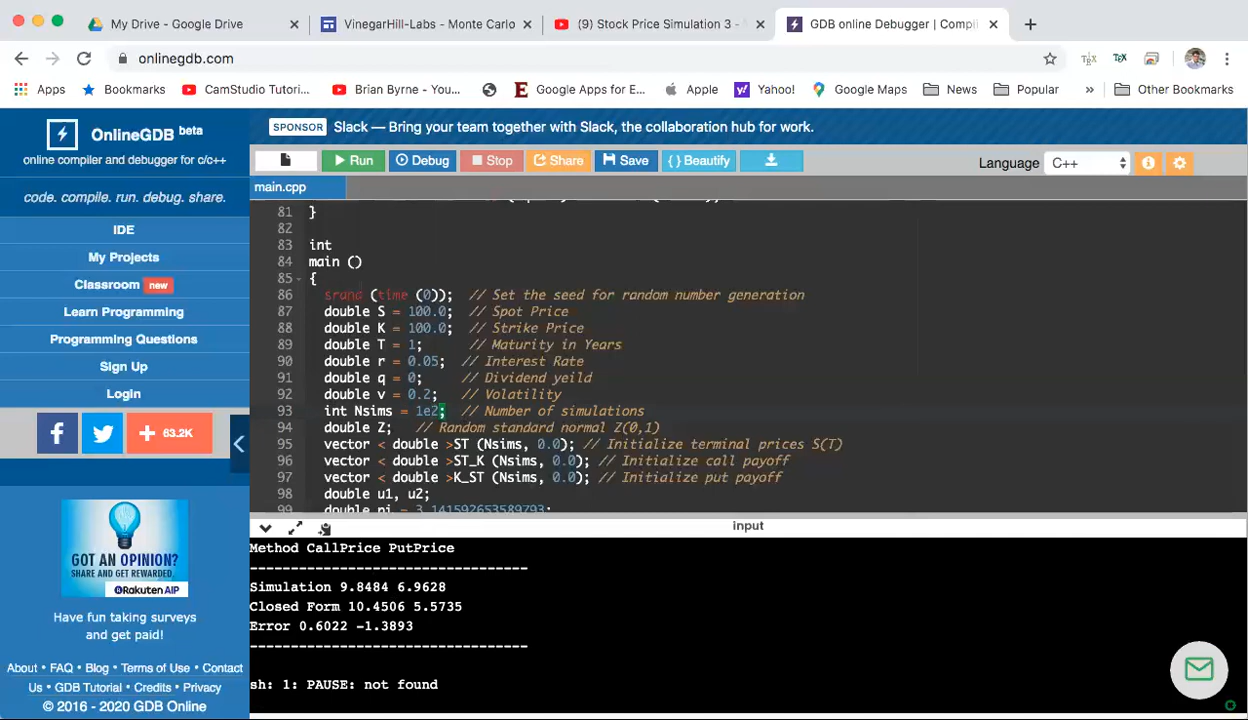 My Drive - Google Drive
VinegarHill-Labs - Monte Carlo
(9) Stock Price Simulation 3 -
GDB online Debugger | Compi
onlinegdb.com
Apps
Bookmarks
CamStudio Tutori...
Brian Byrne - You...
Google Apps for E...
Apple
Yahoo!
Google Maps
News
Popular
»
Other Bookmarks
OnlineGDB beta
online compiler and debugger for c/c++
code. compile. run. debug. share.
IDE
My Projects
Classroom new
Learn Programming
Programming Questions
Sign Up
Login
63.2K
GOT AN OPINION?
SHARE AND GET REWARDED.
Rakuten AIP
Have fun taking surveys
and get paid!
About • FAQ • Blog • Terms of Use • Contact
Us • GDB Tutorial • Credits • Privacy
© 2016 - 2020 GDB Online
SPONSOR Slack — Bring your team together with Slack, the collaboration hub for work.
Run Debug Stop Share Save { } Beautify
Language C++
main.cpp
81 }
82
83 int
84 main ()
85 {
86 srand (time (0)); // Set the seed for random number generation
87 double S = 100.0; // Spot Price
88 double K = 100.0; // Strike Price
89 double T = 1; // Maturity in Years
90 double r = 0.05; // Interest Rate
91 double q = 0; // Dividend yeild
92 double v = 0.2; // Volatility
93 int Nsims = 1e2; // Number of simulations
94 double Z; // Random standard normal Z(0,1)
95 vector < double >ST (Nsims, 0.0); // Initialize terminal prices S(T)
96 vector < double >ST_K (Nsims, 0.0); // Initialize call payoff
97 vector < double >K_ST (Nsims, 0.0); // Initialize put payoff
98 double u1, u2;
99 double pi = 3.141592653589793;
input
Method CallPrice PutPrice
---------------------------------
Simulation 9.8484 6.9628
Closed Form 10.4506 5.5735
Error 0.6022 -1.3893
---------------------------------
sh: 1: PAUSE: not found